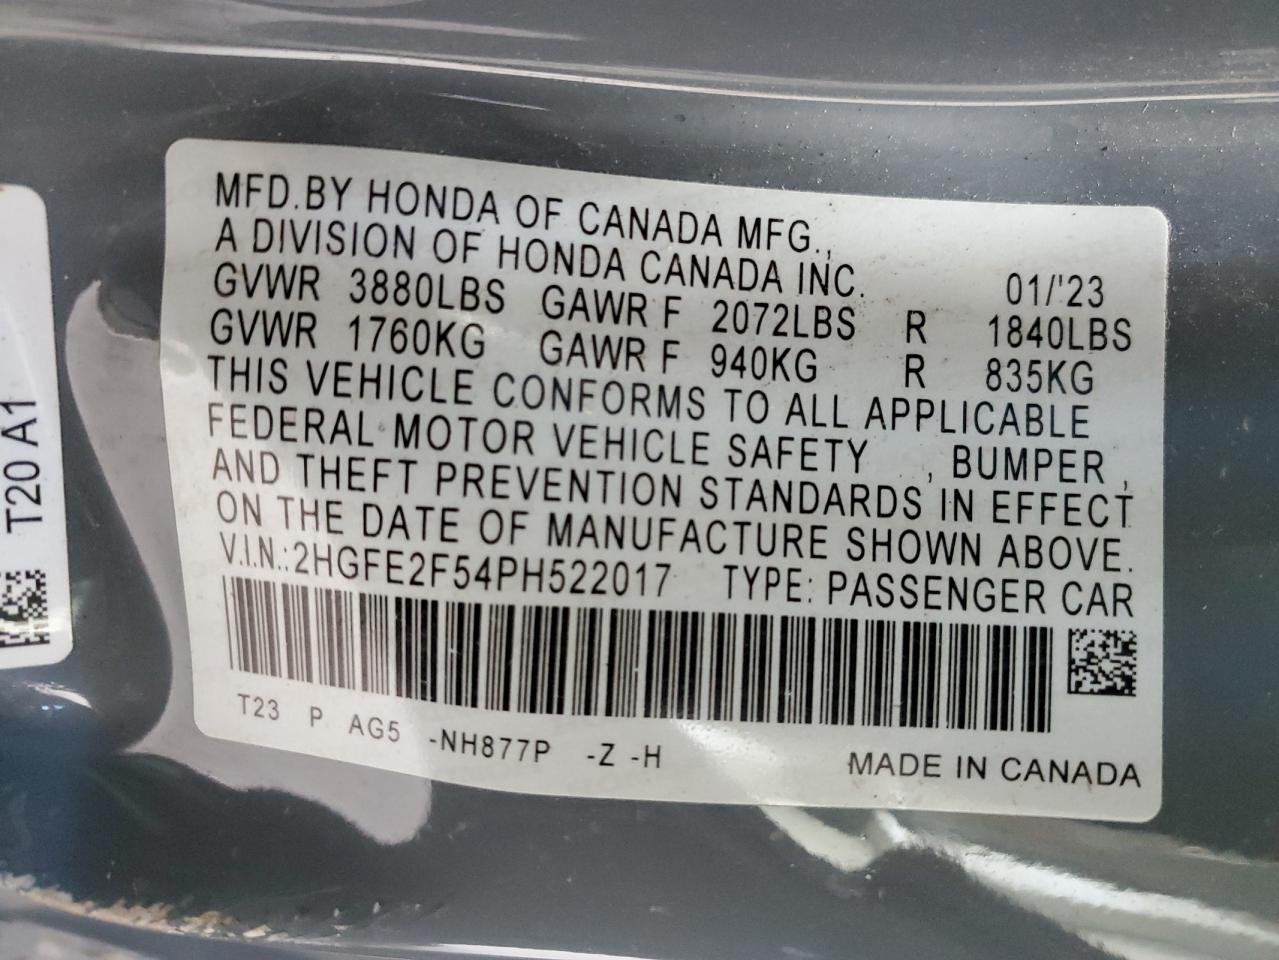 MFD.BY HONDA OF CANADA MFG.,
A DIVISION OF HONDA CANADA INC. 01/'23
GVWR 3880LBS GAWR F 2072LBS R 1840LBS
GVWR 1760KG GAWR F 940KG R 835KG
THIS VEHICLE CONFORMS TO ALL APPLICABLE
FEDERAL MOTOR VEHICLE SAFETY , BUMPER ,
AND THEFT PREVENTION STANDARDS IN EFFECT
ON THE DATE OF MANUFACTURE SHOWN ABOVE.
V.I.N.:2HGFE2F54PH522017 TYPE: PASSENGER CAR
T23 P AG5 -NH877P -Z -H
MADE IN CANADA
T20 A1